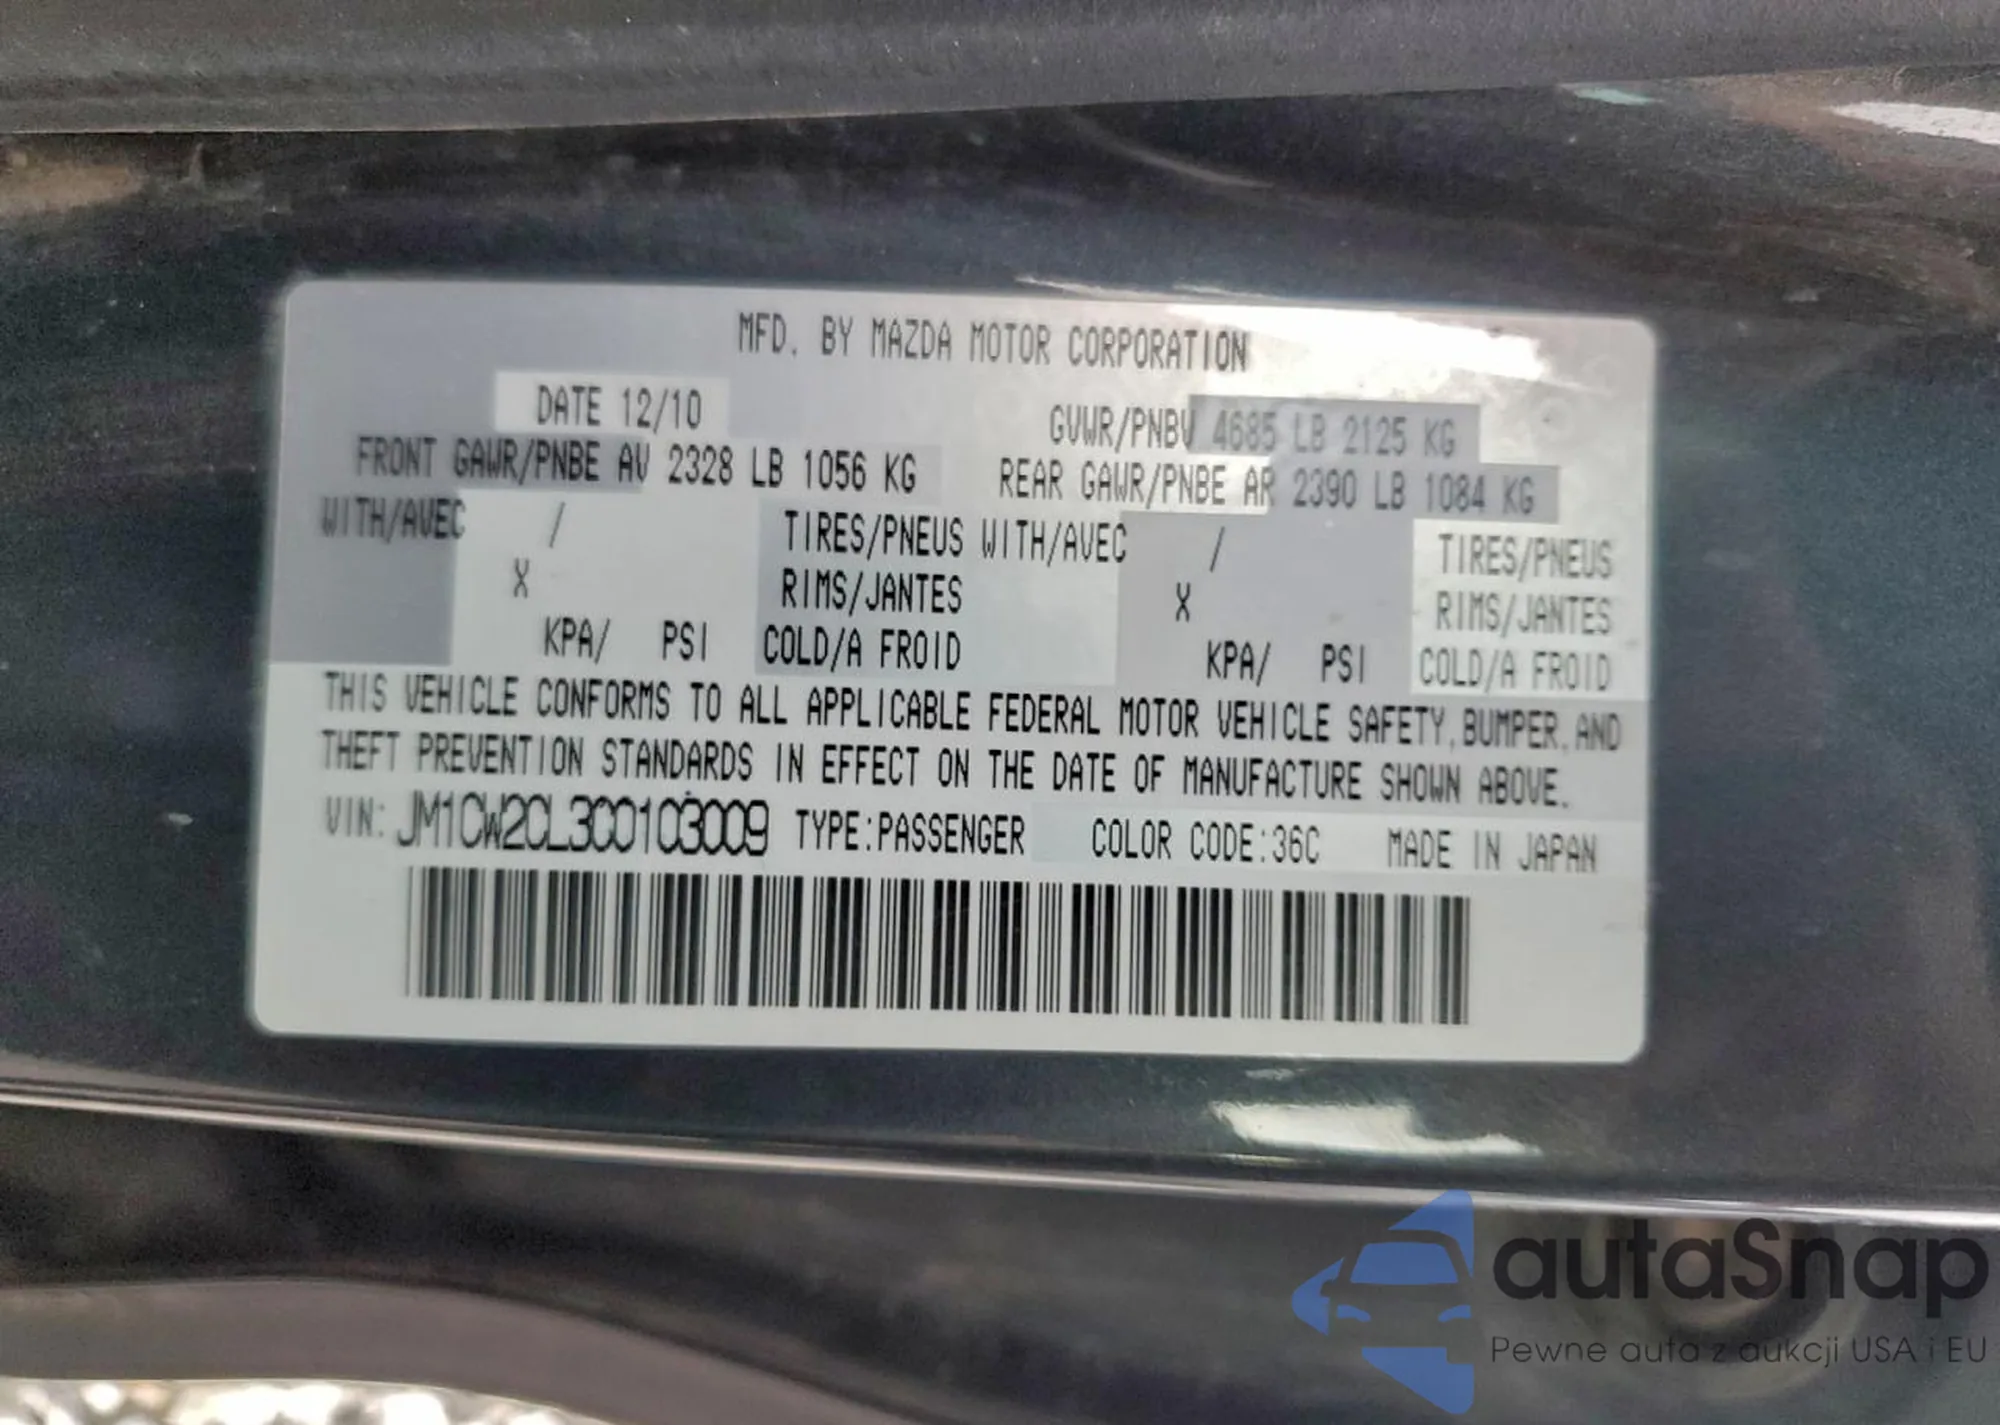 MFD. BY MAZDA MOTOR CORPORATION
DATE 12/10 GVWR/PNBV 4685 LB 2125 KG
FRONT GAWR/PNBE AV 2328 LB 1056 KG REAR GAWR/PNBE AR 2390 LB 1084 KG
WITH/AVEC / TIRES/PNEUS WITH/AVEC / TIRES/PNEUS
X RIMS/JANTES X RIMS/JANTES
KPA/ PSI COLD/A FROID KPA/ PSI COLD/A FROID
THIS VEHICLE CONFORMS TO ALL APPLICABLE FEDERAL MOTOR VEHICLE SAFETY, BUMPER, AND
THEFT PREVENTION STANDARDS IN EFFECT ON THE DATE OF MANUFACTURE SHOWN ABOVE.
VIN: JM1CW2CL3C0103009 TYPE:PASSENGER COLOR CODE:36C MADE IN JAPAN
autaSnap
Pewne auta z aukcji USA i EU